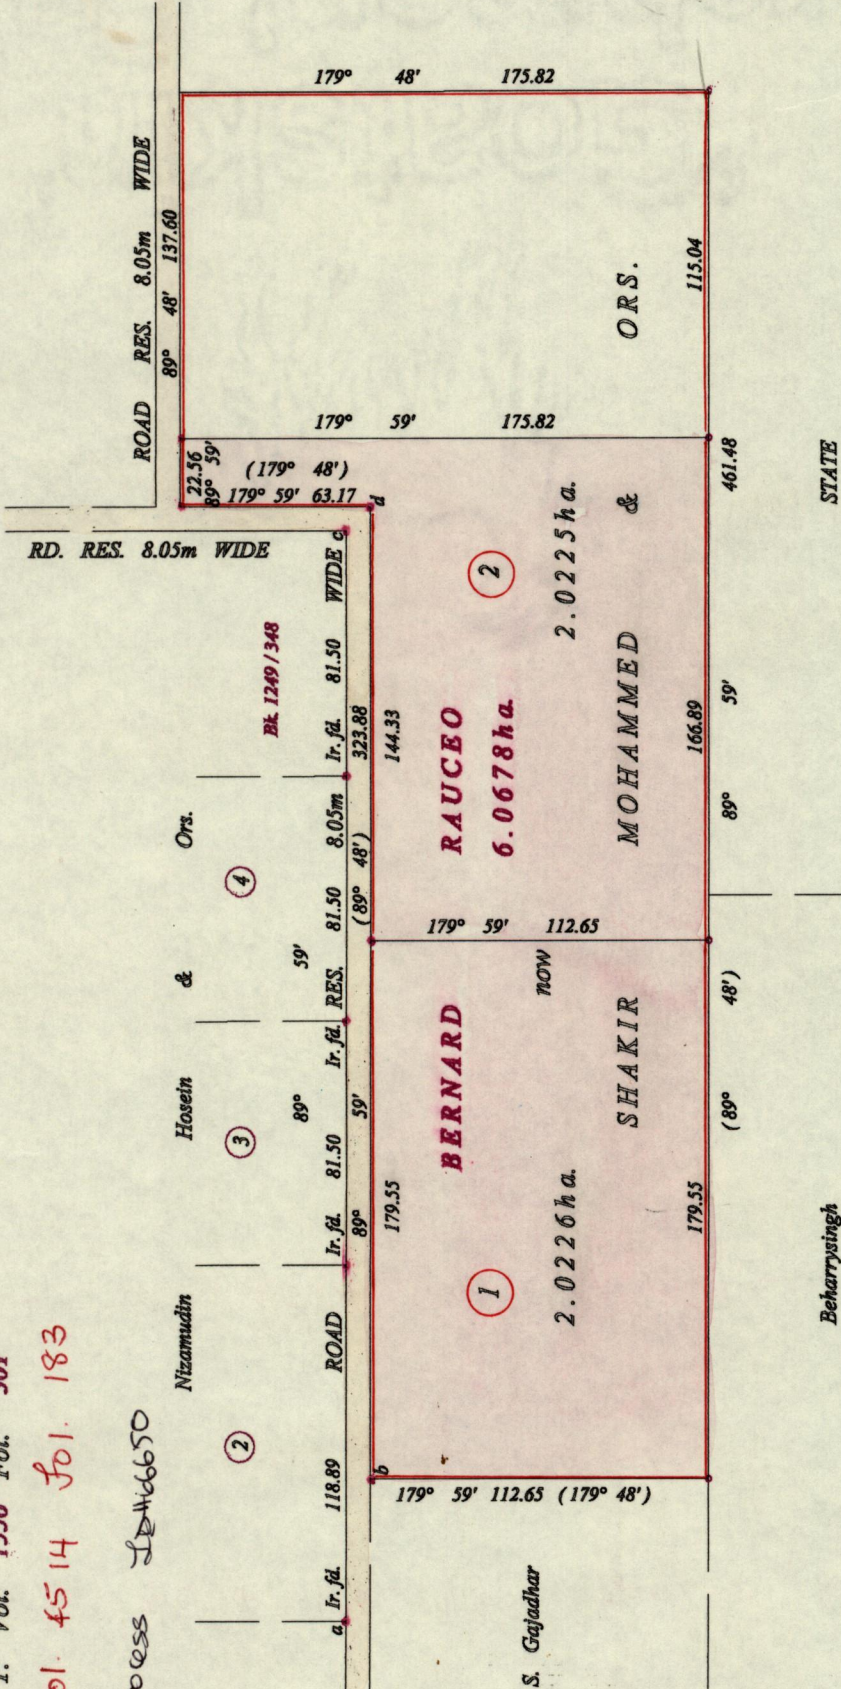 179° 48' 175.82
ROAD RES. 8.05m WIDE
89° 48' 137.60
115.04
ORS.
179° 59' 175.82
22.56
89° 59'
(179° 48')
179° 59' 63.17
d
461.48
STATE
RD. RES. 8.05m WIDE
c
2
2.0225ha.
&
Bk. 1249/348
Ir. fd. 81.50 WIDE
323.88
144.33
RAUCEO
6.0678ha.
MOHAMMED
166.89
89° 59'
Nizamudin Hosein & Ors.
4
59'
RES. 81.50 8.05m
(89° 48')
179° 59' 112.65
now
BERNARD
SHAKIR
(89° 48')
3
89°
Ir. fd. 81.50 Ir. fd.
89° 59'
179.55
1
2.0226ha.
179.55
Beharrysingh
2
ROAD
118.89
Ir. fd.
a
b
179° 59' 112.65 (179° 48')
S. Gajadhar
Vol. 1556 Fol.
4514 fol. 183